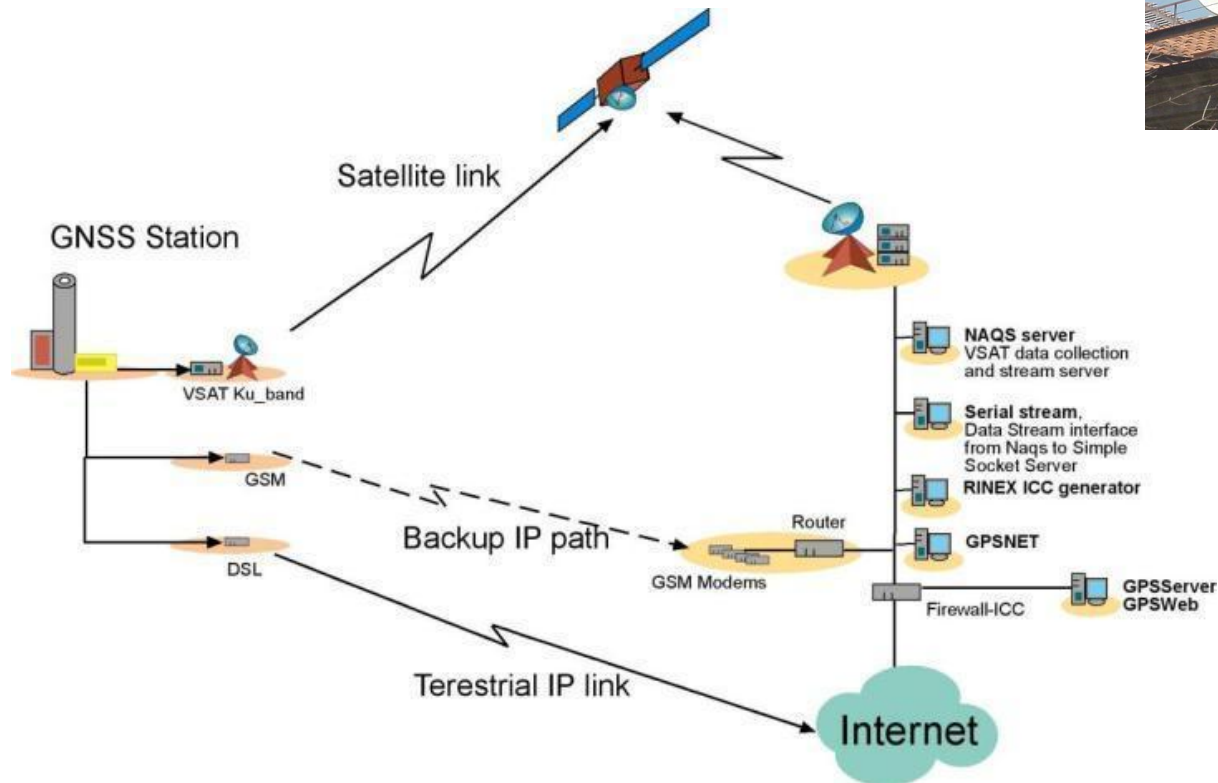 Satellite link
GNSS Station
VSAT Ku_band
NAQS server
VSAT data collection
and stream server
Serial stream,
Data Stream interface
from Naqs to Simple
Socket Server
GSM
RINEX ICC generator
Backup IP path
Router
GPSNET
DSL
GSM Modems
GPSServer
GPSWeb
Firewall-ICC
Terestrial IP link
Internet